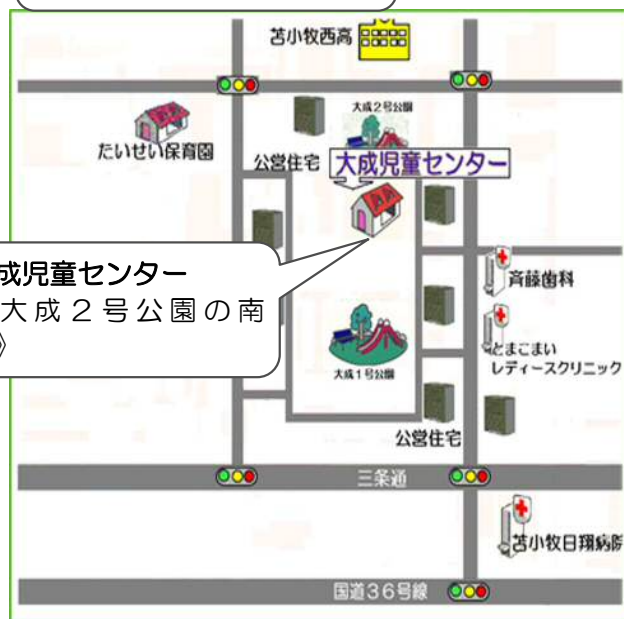 苫小牧西高
大成2号公園
たいせい保育園
公営住宅
大成児童センター
成児童センター
大成２号公園の南
》
斉藤歯科
とまこまい
レディースクリニック
大成1号公園
公営住宅
三条通
苫小牧日翔病院
国道３６号線